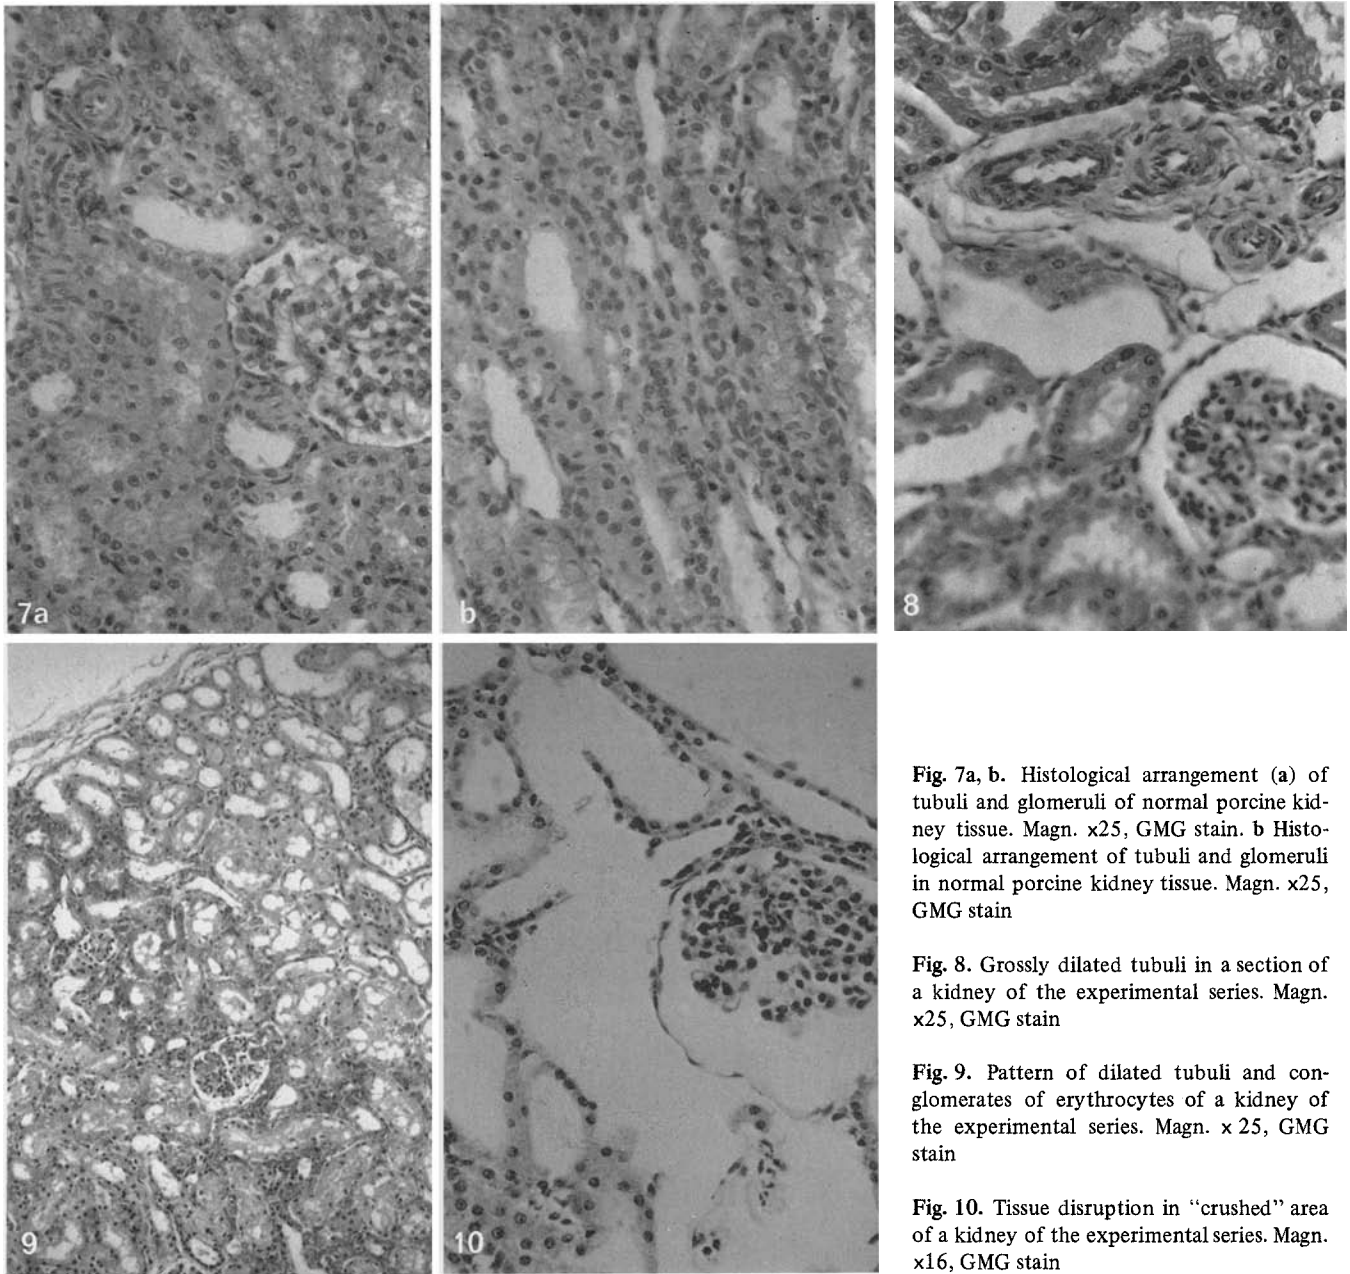 7a
b
8
9
10
Fig. 7a, b. Histological arrangement (a) of
tubuli and glomeruli of normal porcine kid-
ney tissue. Magn. x25, GMG stain. b Histo-
logical arrangement of tubuli and glomeruli
in normal porcine kidney tissue. Magn. x25,
GMG stain
Fig. 8. Grossly dilated tubuli in a section of
a kidney of the experimental series. Magn.
x25, GMG stain
Fig. 9. Pattern of dilated tubuli and con-
glomerates of erythrocytes of a kidney of
the experimental series. Magn. x 25, GMG
stain
Fig. 10. Tissue disruption in “crushed” area
of a kidney of the experimental series. Magn.
x16, GMG stain